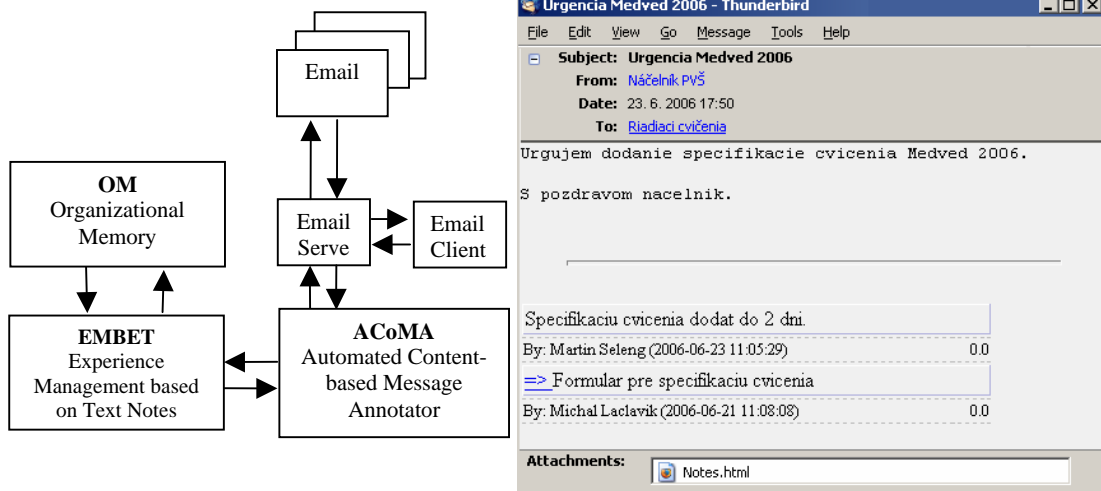 Email
OM
Organizational
Memory
Email
Serve
Email
Client
EMBET
Experience
Management based
on Text Notes
ACoMA
Automated Content-
based Message
Annotator
Urgencia Medved 2006 - Thunderbird
File Edit View Go Message Tools Help
Subject: Urgencia Medved 2006
From: Náčelník PVŠ
Date: 23. 6. 2006 17:50
To: Riadiaci cvičenia
Urgujem dodanie specifikacie cvicenia Medved 2006.
S pozdravom nacelnik.
Specifikaciu cvicenia dodat do 2 dni.
By: Martin Seleng (2006-06-23 11:05:29) 0.0
=> Formular pre specifikaciu cvicenia
By: Michal Laclavik (2006-06-21 11:08:08) 0.0
Attachments:
Notes.html